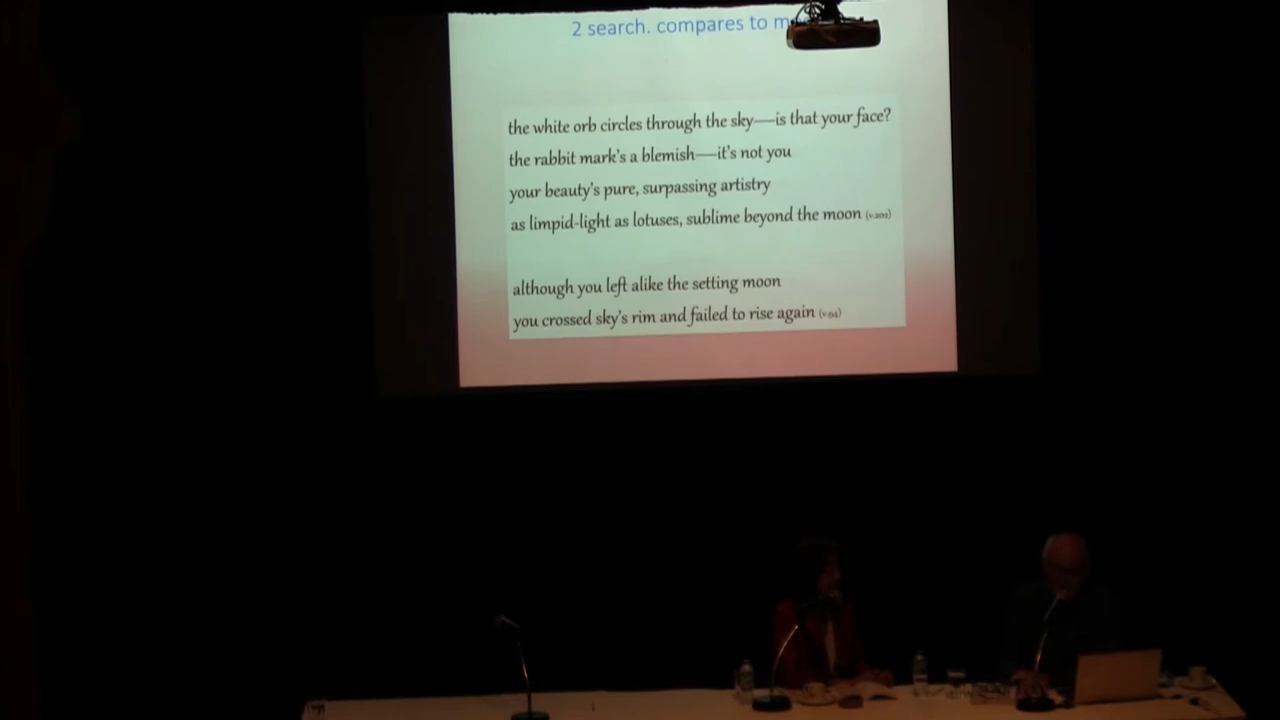 2 search. compares to
the white orb circles through the sky—is that your face?
the rabbit mark's a blemish—it's not you
your beauty's pure, surpassing artistry
as limpid-light as lotuses, sublime beyond the moon
although you left alike the setting moon
you crossed sky's rim and failed to rise again